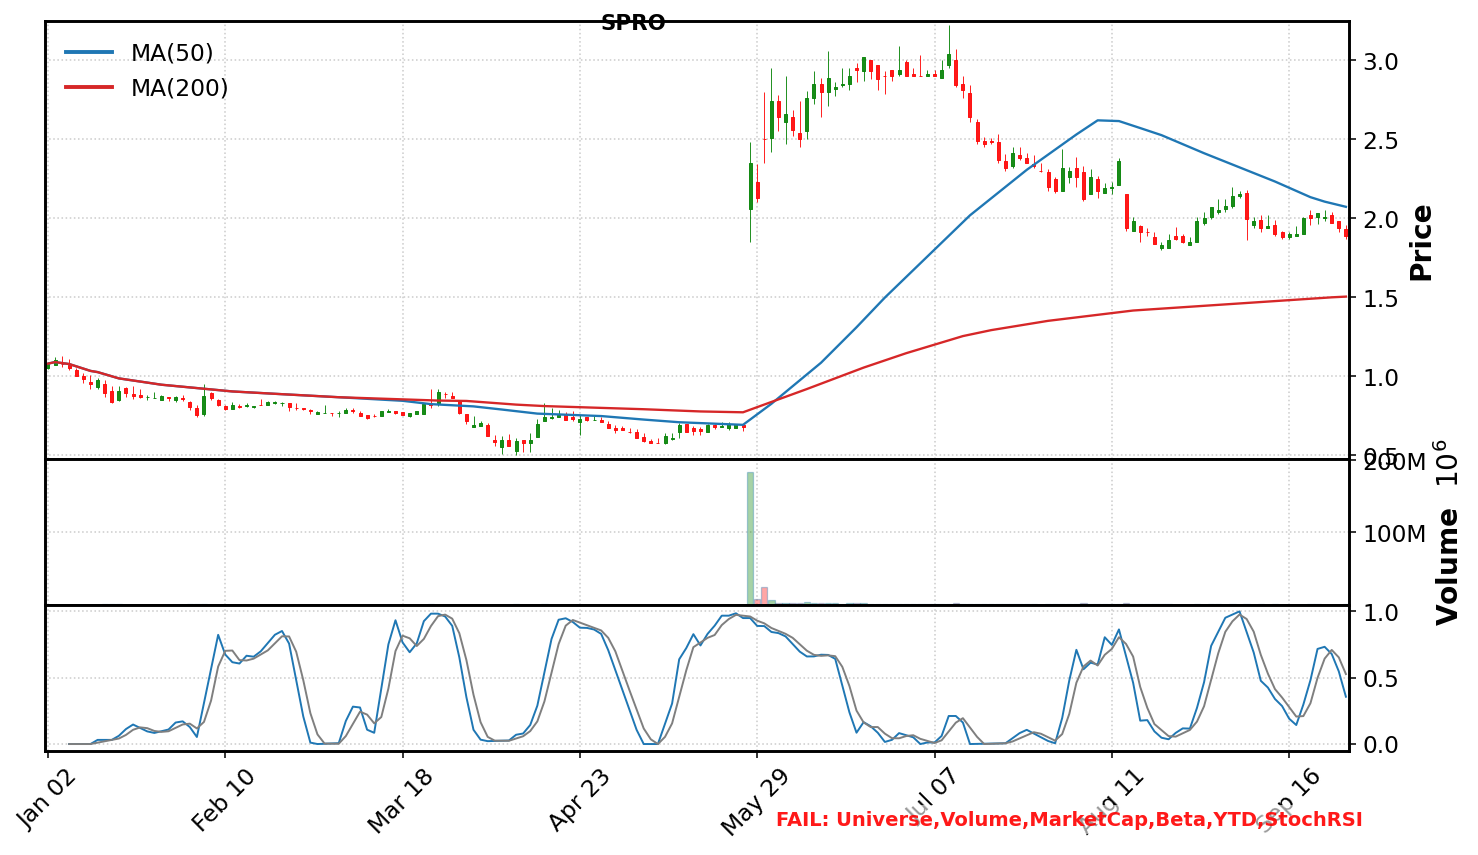 SPRO
MA(50)
MA(200)
3.0
2.5
2.0
1.5
1.0
0.5
Price
200M
100M
Volume 10^6
1.0
0.5
0.0
Jan 02
Feb 10
Mar 18
Apr 23
May 29
Jul 07
Aug 11
Sep 16
FAIL: Universe,Volume,MarketCap,Beta,YTD,StochRSI